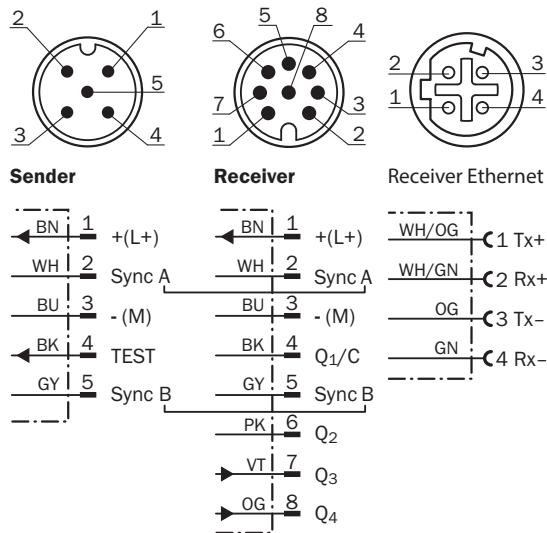 2 1
5
3 4
5 8
6 4
7 3
1 2
2 3
1 4
Sender
BN 1 +(L+)
WH 2 Sync A
BU 3 - (M)
BK 4 TEST
GY 5 Sync B
Receiver
BN 1 +(L+)
WH 2 Sync A
BU 3 - (M)
BK 4 Q1/C
GY 5 Sync B
PK 6 Q2
VT 7 Q3
OG 8 Q4
Receiver Ethernet
WH/OG 1 Tx+
WH/GN 2 Rx+
OG 3 Tx–
GN 4 Rx–